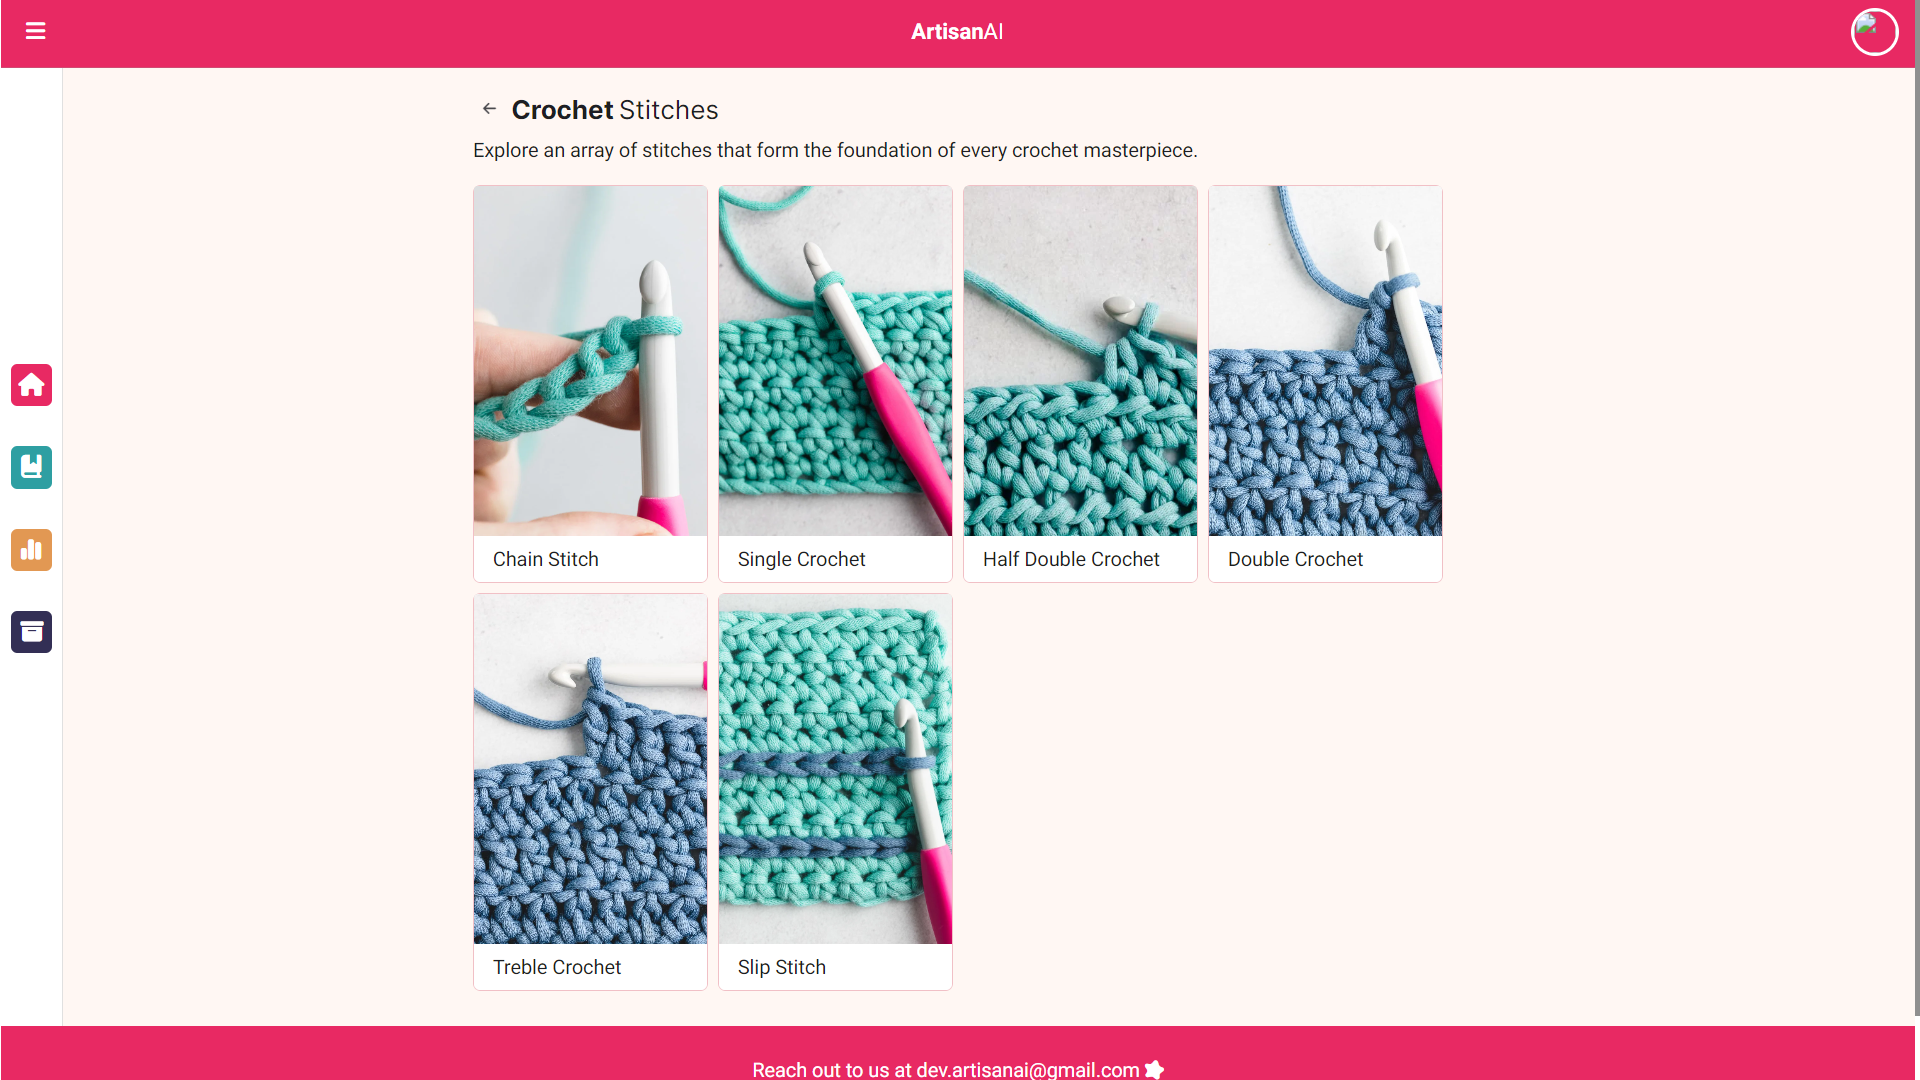 ArtisanAI
Crochet Stitches
Explore an array of stitches that form the foundation of every crochet masterpiece.
Chain Stitch
Single Crochet
Half Double Crochet
Double Crochet
Treble Crochet
Slip Stitch
Reach out to us at dev.artisanai@gmail.com